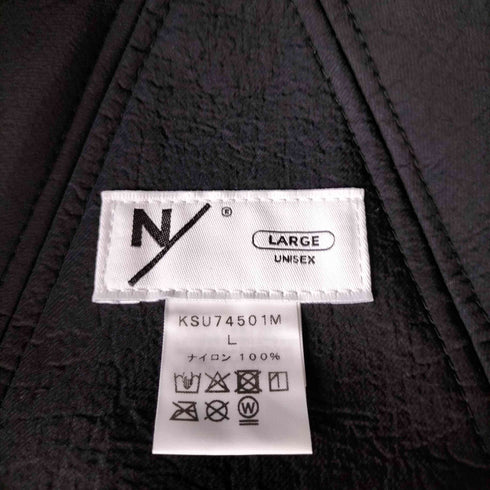 N/®
LARGE
UNISEX
KSU74501M
L
ナイロン 100%